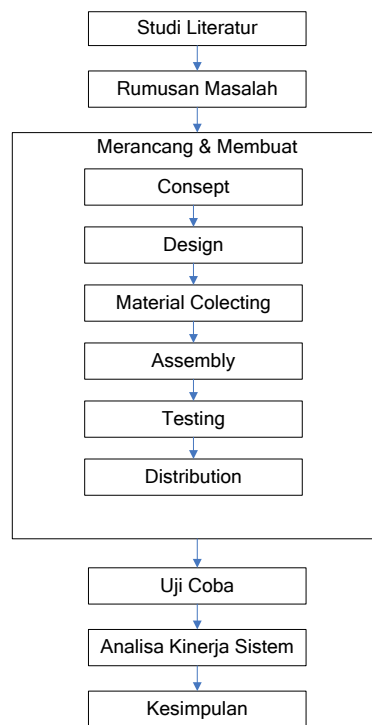 Studi Literatur
Rumusan Masalah
Merancang & Membuat
Consept
Design
Material Colecting
Assembly
Testing
Distribution
Uji Coba
Analisa Kinerja Sistem
Kesimpulan